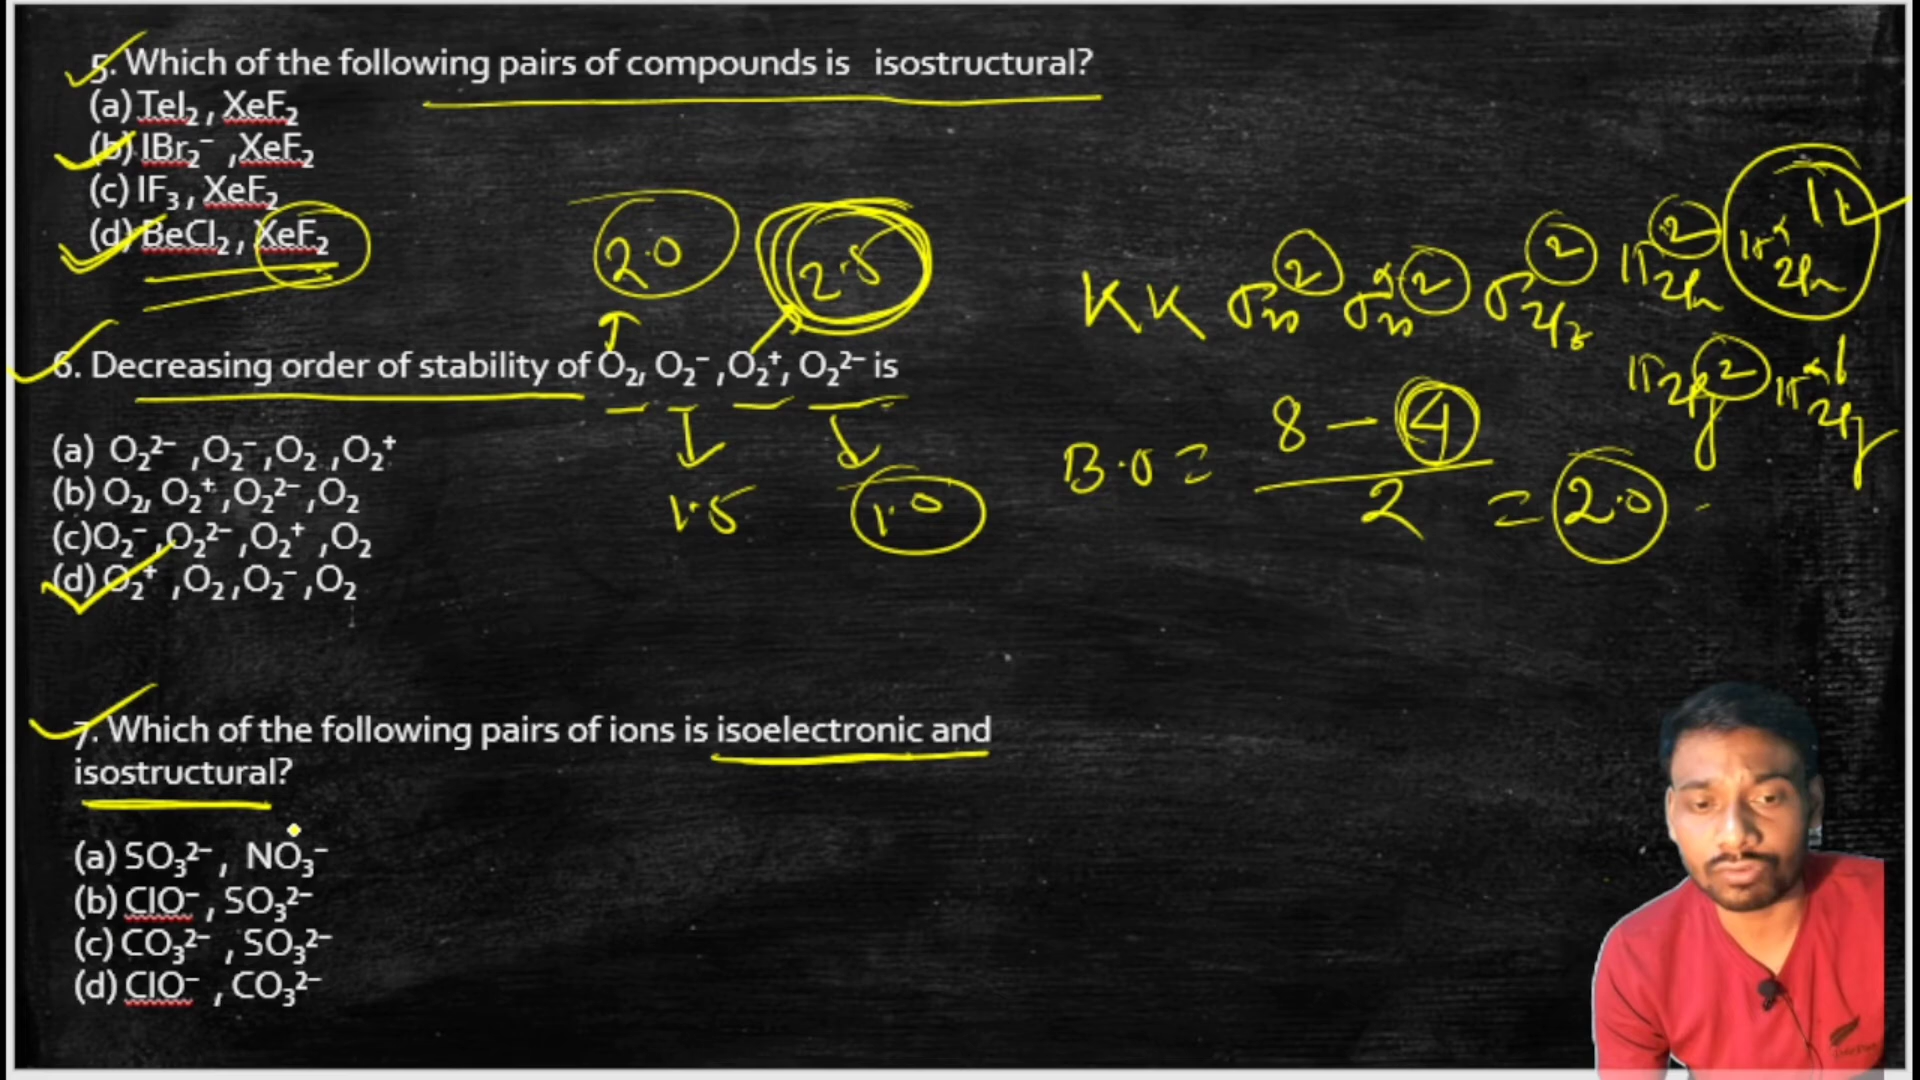 5. Which of the following pairs of compounds is isostructural?
(a) TeI₂, XeF₂
(b) IBr₂⁻ ,XeF₂
(c) IF₃, XeF₂
(d) BeCl₂, XeF₂
2.0
2.5
KK σ2s² σ*2s² σ2pz² π2px² π*2px¹
π2py² π*2py¹
6. Decreasing order of stability of O₂, O₂⁻ ,O₂⁺, O₂²⁻ is
1.5
1.0
B.O = 8 - 4 / 2 = 2.0
(a) O₂²⁻ ,O₂⁻ ,O₂ ,O₂⁺
(b) O₂, O₂⁺ ,O₂²⁻ ,O₂
(c)O₂⁻ ,O₂²⁻ ,O₂⁺ ,O₂
(d) O₂⁺ ,O₂,O₂⁻ ,O₂
7. Which of the following pairs of ions is isoelectronic and
isostructural?
(a) SO₃²⁻, NO₃⁻
(b) ClO⁻, SO₃²⁻
(c) CO₃²⁻ , SO₃²⁻
(d) ClO⁻ , CO₃²⁻